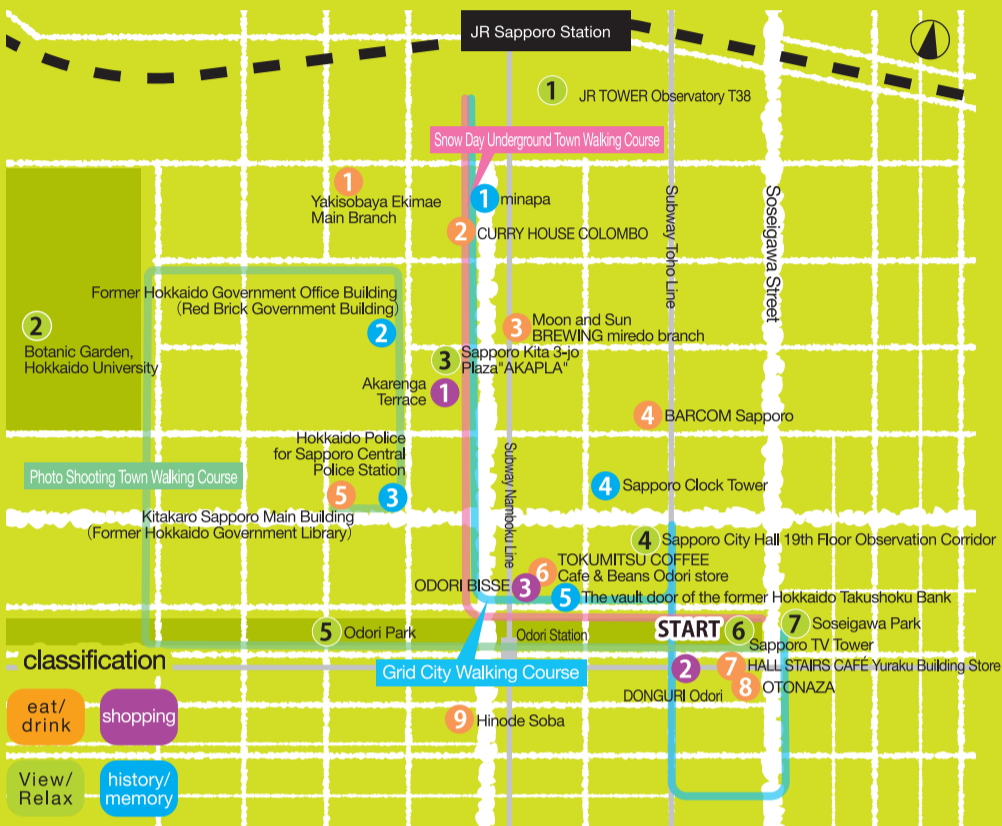 JR Sapporo Station
1
JR TOWER Observatory T38
Snow Day Underground Town Walking Course
1
Yakisobaya Ekimae
Main Branch
1 minapa
2 CURRY HOUSE COLOMBO
Subway Toho Line
Soseigawa Street
Former Hokkaido Government Office Building
(Red Brick Government Building)
2
2
Botanic Garden,
Hokkaido University
3 Moon and Sun
BREWING miredo branch
3 Sapporo Kita 3-jo
Plaza"AKAPLA"
Akarenga
Terrace
1
4 BARCOM Sapporo
Hokkaido Police
for Sapporo Central
Police Station
3
Subway Namboku Line
Photo Shooting Town Walking Course
4 Sapporo Clock Tower
5
Kitakaro Sapporo Main Building
(Former Hokkaido Government Library)
4 Sapporo City Hall 19th Floor Observation Corridor
6 TOKUMITSU COFFEE
Cafe & Beans Odori store
ODORI BISSE 3
5 The vault door of the former Hokkaido Takushoku Bank
5 Odori Park
Odori Station
START 6
Sapporo TV Tower
7 Soseigawa Park
Grid City Walking Course
2
DONGURI Odori
7 HALL STAIRS CAFÉ Yuraku Building Store
8 OTONAZA
9 Hinode Soba
classification
eat/
drink
shopping
View/
Relax
history/
memory